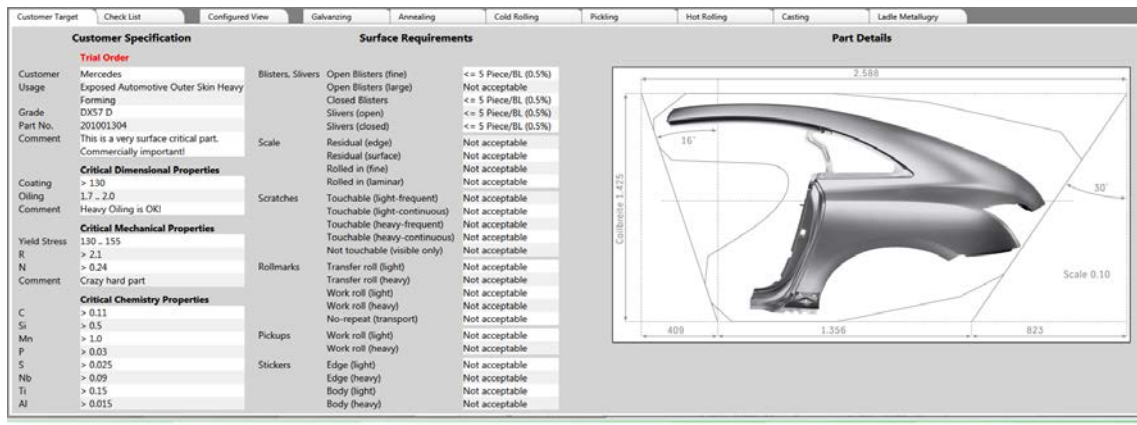 Customer Target Check List Configured View Galvanzing Annealing Cold Rolling Pickling Hot Rolling Casting Ladle Metallugry
Customer Specification
Trial Order
Customer Mercedes
Usage Exposed Automotive Outer Skin Heavy
Forming
Grade DX57 D
Part No. 201001304
Comment This is a very surface critical part.
Commercially important!
Critical Dimensional Properties
Coating > 130
Oiling 1.7 .. 2.0
Comment Heavy Oiling is OK!
Critical Mechanical Properties
Yield Stress 130 .. 155
R > 2.1
N > 0.24
Comment Crazy hard part
Critical Chemistry Properties
C > 0.11
Si > 0.5
Mn > 1.0
P > 0.03
S > 0.025
Nb > 0.09
Ti > 0.15
Al > 0.015
Surface Requirements
Blisters, Slivers Open Blisters (fine) <= 5 Piece/BL (0.5%)
Open Blisters (large) Not acceptable
Closed Blisters <= 5 Piece/BL (0.5%)
Slivers (open) <= 5 Piece/BL (0.5%)
Slivers (closed) <= 5 Piece/BL (0.5%)
Scale Residual (edge) Not acceptable
Residual (surface) Not acceptable
Rolled in (fine) Not acceptable
Rolled in (laminar) Not acceptable
Scratches Touchable (light-frequent) Not acceptable
Touchable (light-continuous) Not acceptable
Touchable (heavy-frequent) Not acceptable
Touchable (heavy-continuous) Not acceptable
Not touchable (visible only) Not acceptable
Rollmarks Transfer roll (light) Not acceptable
Transfer roll (heavy) Not acceptable
Work roll (light) Not acceptable
Work roll (heavy) Not acceptable
No-repeat (transport) Not acceptable
Pickups Work roll (light) Not acceptable
Work roll (heavy) Not acceptable
Stickers Edge (light) Not acceptable
Edge (heavy) Not acceptable
Body (light) Not acceptable
Body (heavy) Not acceptable
Part Details
2.588
16°
30°
Coilbreite 1.425
Scale 0.10
409 1.356 823